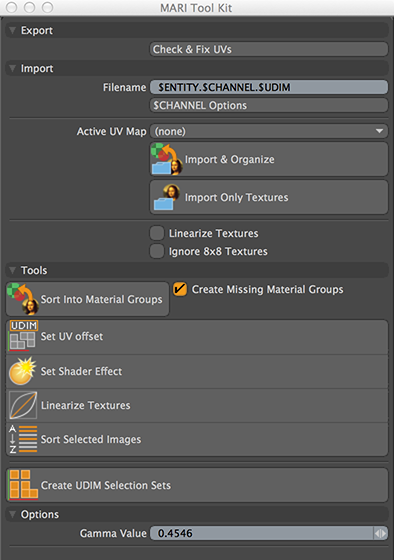 MARI Tool Kit
Export
Check & Fix UVs
Import
Filename $ENTITY.$CHANNEL.$UDIM
$CHANNEL Options
Active UV Map (none)
Import & Organize
Import Only Textures
Linearize Textures
Ignore 8x8 Textures
Tools
Sort Into Material Groups Create Missing Material Groups
UDIM
Set UV offset
Set Shader Effect
Linearize Textures
A
Z
Sort Selected Images
Create UDIM Selection Sets
Options
Gamma Value 0.4546